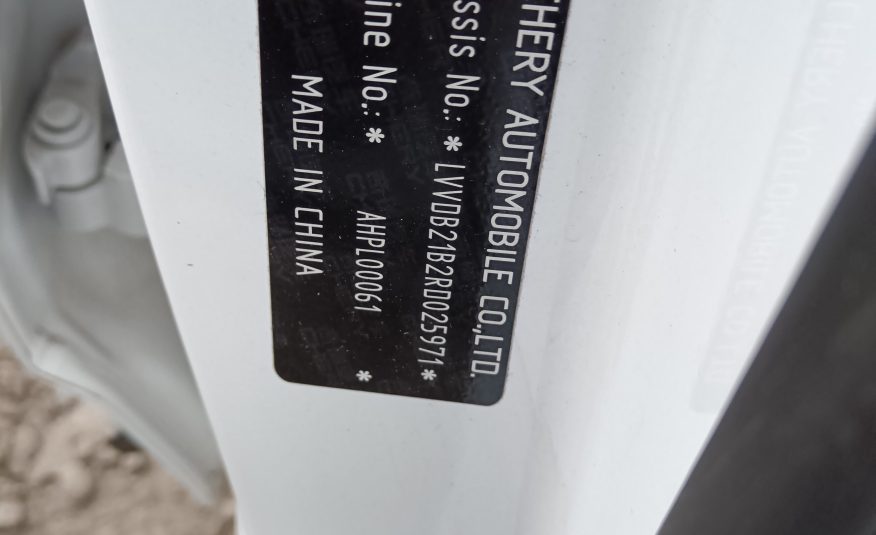 CHERY AUTOMOBILE CO.,LTD.
ssis No.: *LVVDB21B2RD025971*
ine No.:* AHPL00061 *
MADE IN CHINA